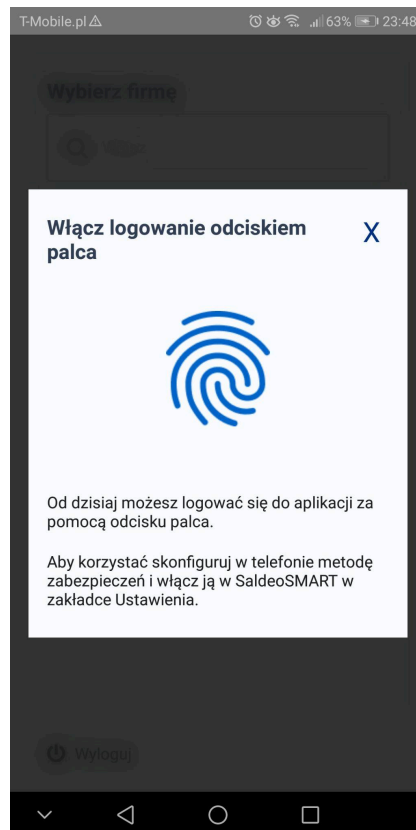 T-Mobile.pl
63%
23:48
Wybierz firmę
Włącz logowanie odciskiem
palca
X
Od dzisiaj możesz logować się do aplikacji za
pomocą odcisku palca.
Aby korzystać skonfiguruj w telefonie metodę
zabezpieczeń i włącz ją w SaldeoSMART w
zakładce Ustawienia.
Wyloguj